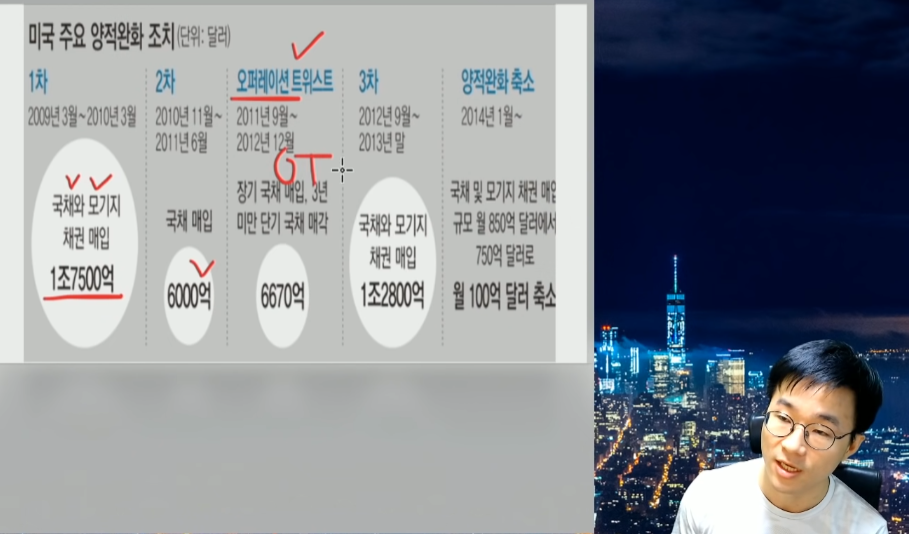 미국 주요 양적완화 조치(단위: 달러)
1차
2009년 3월~2010년 3월
국채와 모기지
채권 매입
1조7500억
2차
2010년 11월~
2011년 6월
국채 매입
6000억
오퍼레이션 트위스트
2011년 9월~
2012년 12월
OT
장기 국채 매입, 3년
미만 단기 국채 매각
6670억
3차
2012년 9월~
2013년 말
국채와 모기지
채권 매입
1조2800억
양적완화 축소
2014년 1월~
국채 및 모기지 채권 매입
규모 월 850억 달러에서
750억 달러로
월 100억 달러 축소